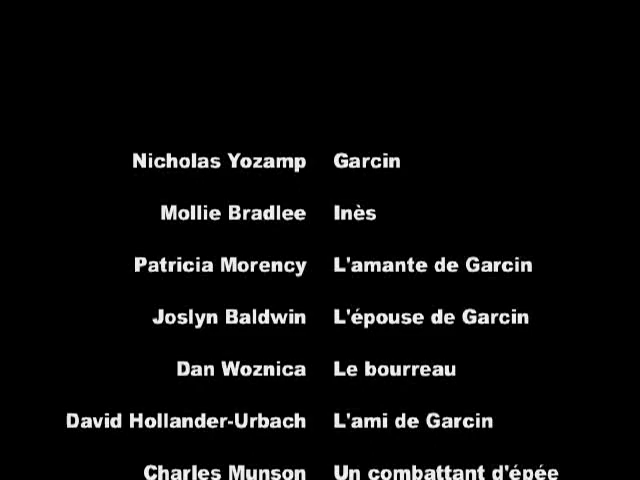 Nicholas Yozamp Garcin
Mollie Bradlee Inès
Patricia Morency L'amante de Garcin
Joslyn Baldwin L'épouse de Garcin
Dan Woznica Le bourreau
David Hollander-Urbach L'ami de Garcin
Charles Munson Un combattant d'épée